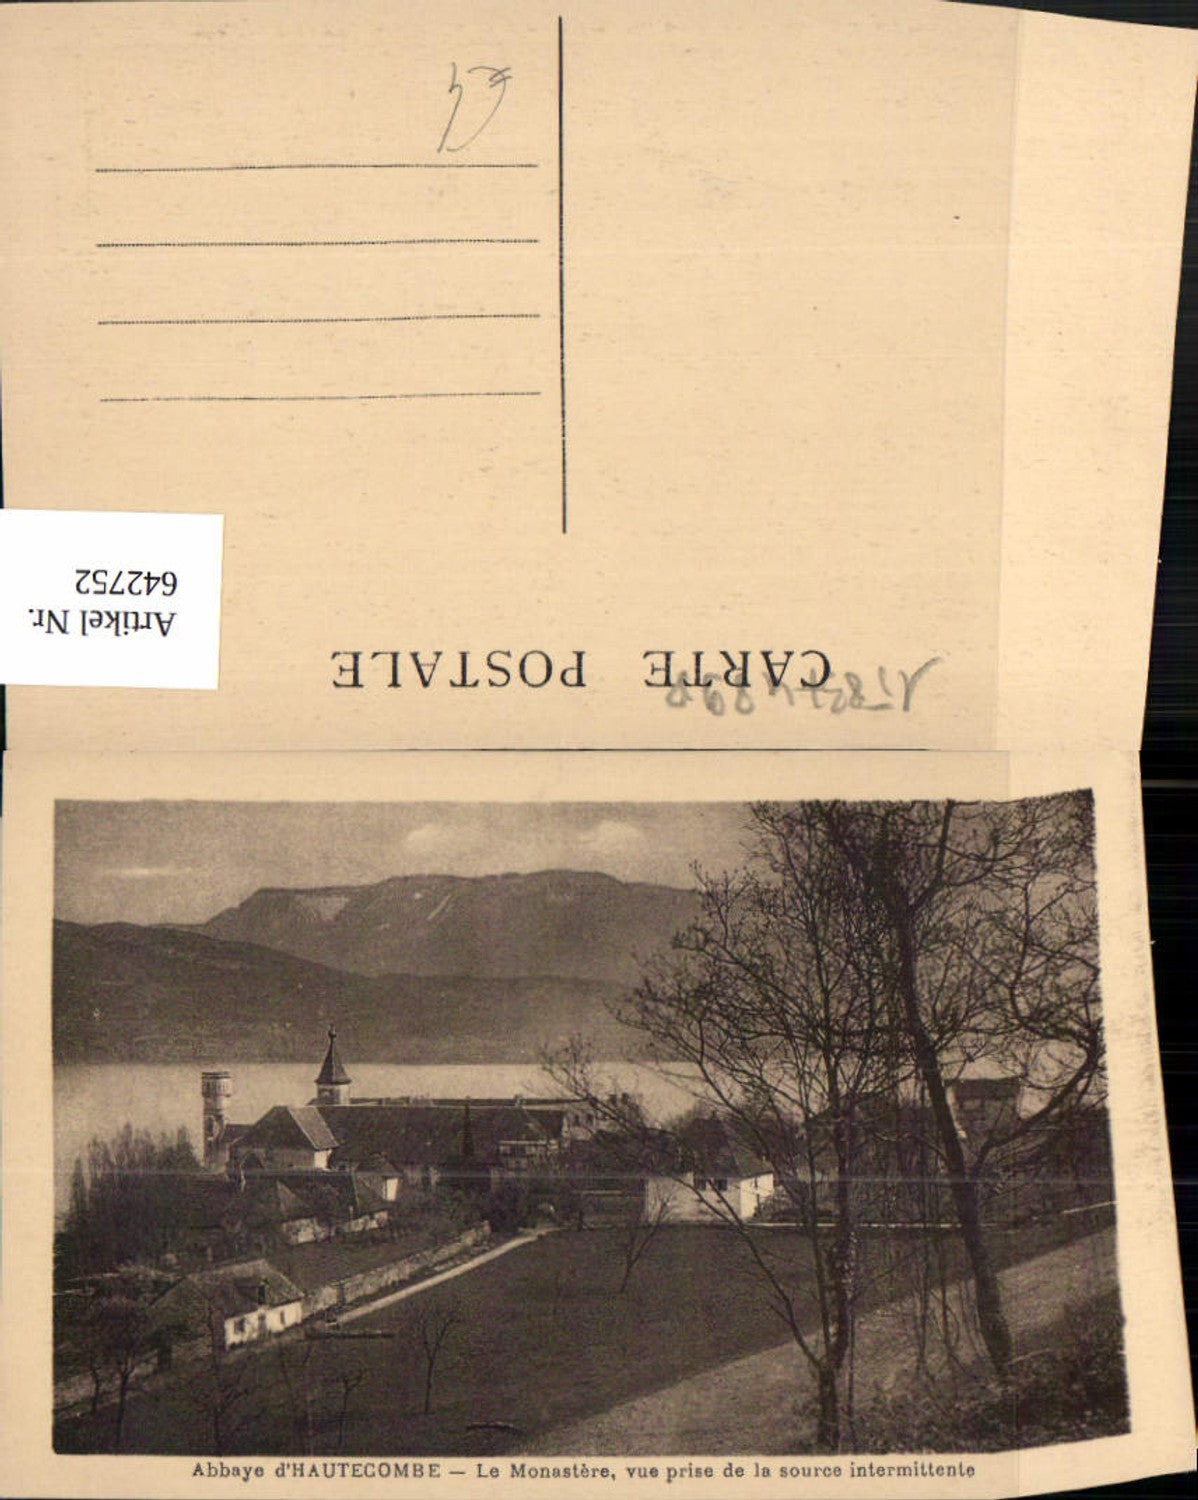 CARTE POSTALE
Artikel Nr.
642752
Abbaye d'HAUTECOMBE — Le Monastère, vue prise de la source intermittente